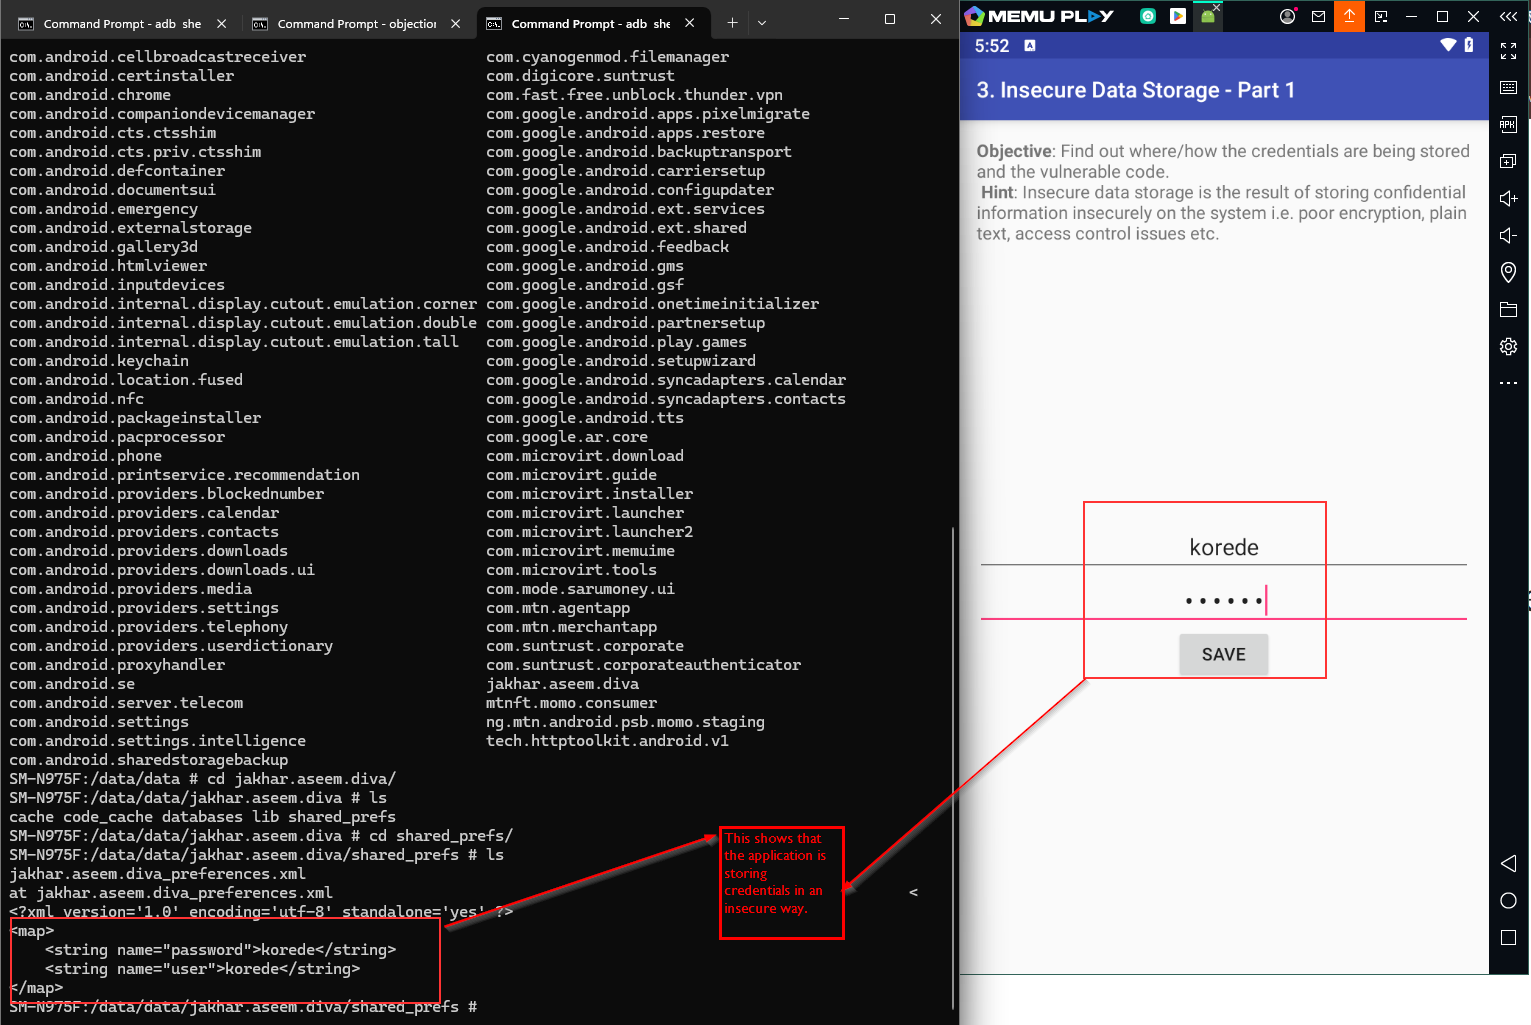 Command Prompt - adb she
Command Prompt - objection
Command Prompt - adb she
com.android.cellbroadcastreceiver
com.android.certinstaller
com.android.chrome
com.android.companiondevicemanager
com.android.cts.ctsshim
com.android.cts.priv.ctsshim
com.android.defcontainer
com.android.documentsui
com.android.emergency
com.android.externalstorage
com.android.gallery3d
com.android.htmlviewer
com.android.inputdevices
com.android.internal.display.cutout.emulation.corner
com.android.internal.display.cutout.emulation.double
com.android.internal.display.cutout.emulation.tall
com.android.keychain
com.android.location.fused
com.android.nfc
com.android.packageinstaller
com.android.pacprocessor
com.android.phone
com.android.printservice.recommendation
com.android.providers.blockednumber
com.android.providers.calendar
com.android.providers.contacts
com.android.providers.downloads
com.android.providers.downloads.ui
com.android.providers.media
com.android.providers.settings
com.android.providers.telephony
com.android.providers.userdictionary
com.android.proxyhandler
com.android.se
com.android.server.telecom
com.android.settings
com.android.settings.intelligence
com.android.sharedstoragebackup
com.cyanogenmod.filemanager
com.digicore.suntrust
com.fast.free.unblock.thunder.vpn
com.google.android.apps.pixelmigrate
com.google.android.apps.restore
com.google.android.backuptransport
com.google.android.carriersetup
com.google.android.configupdater
com.google.android.ext.services
com.google.android.ext.shared
com.google.android.feedback
com.google.android.gms
com.google.android.gsf
com.google.android.onetimeinitializer
com.google.android.partnersetup
com.google.android.play.games
com.google.android.setupwizard
com.google.android.syncadapters.calendar
com.google.android.syncadapters.contacts
com.google.android.tts
com.google.ar.core
com.microvirt.download
com.microvirt.guide
com.microvirt.installer
com.microvirt.launcher
com.microvirt.launcher2
com.microvirt.memuime
com.microvirt.tools
com.mode.sarumoney.ui
com.mtn.agentapp
com.mtn.merchantapp
com.suntrust.corporate
com.suntrust.corporateauthenticator
jakhar.aseem.diva
mtnft.momo.consumer
ng.mtn.android.psb.momo.staging
tech.httptoolkit.android.v1
SM-N975F:/data/data # cd jakhar.aseem.diva/
SM-N975F:/data/data/jakhar.aseem.diva # ls
cache code_cache databases lib shared_prefs
SM-N975F:/data/data/jakhar.aseem.diva # cd shared_prefs/
SM-N975F:/data/data/jakhar.aseem.diva/shared_prefs # ls
jakhar.aseem.diva_preferences.xml
at jakhar.aseem.diva_preferences.xml <
<?xml version='1.0' encoding='utf-8' standalone='yes' ?>
<map>
    <string name="password">korede</string>
    <string name="user">korede</string>
</map>
SM-N975F:/data/data/jakhar.aseem.diva/shared_prefs #
This shows that
the application is
storing
credentials in an
insecure way.
MEMU PLAY
5:52 A
3. Insecure Data Storage - Part 1
Objective: Find out where/how the credentials are being stored
and the vulnerable code.
Hint: Insecure data storage is the result of storing confidential
information insecurely on the system i.e. poor encryption, plain
text, access control issues etc.
korede
••••••
SAVE
APK